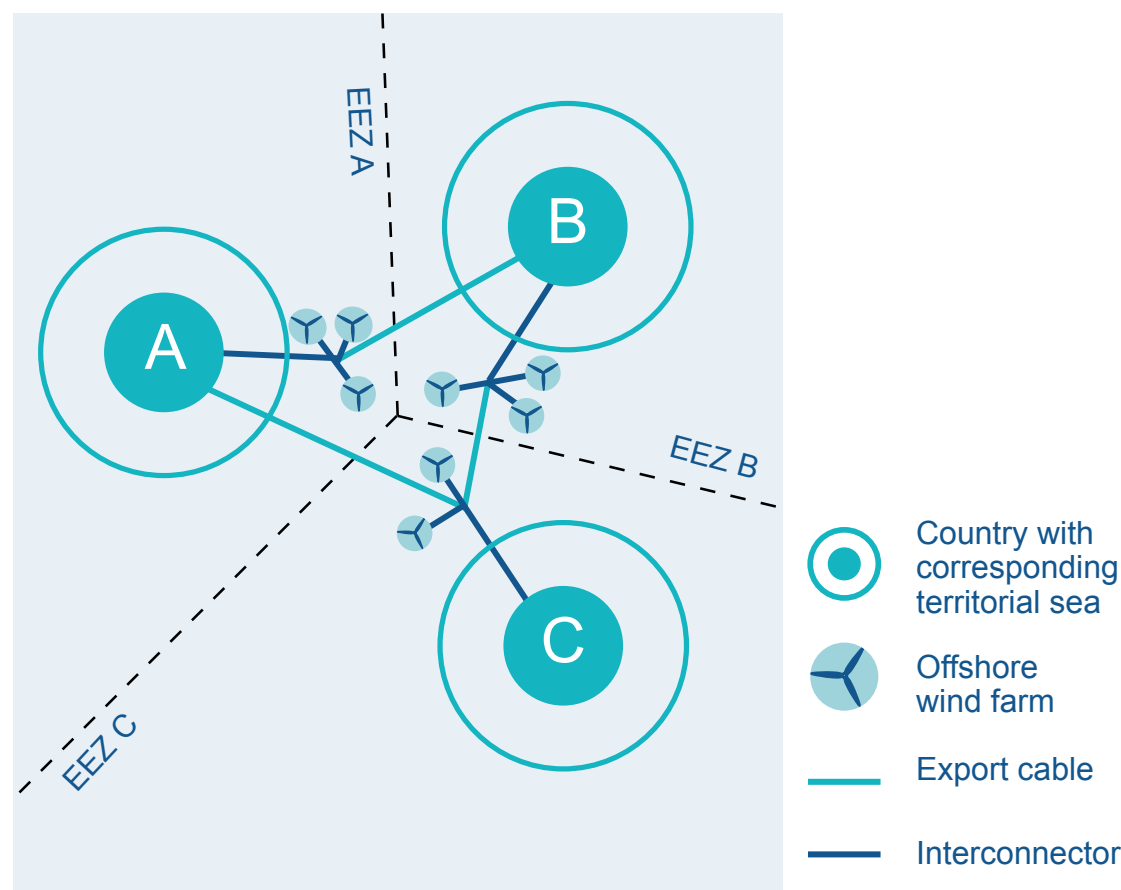 EEZ A
B
A
EEZ B
C
EEZ C
Country with
corresponding
territorial sea
Offshore
wind farm
Export cable
Interconnector